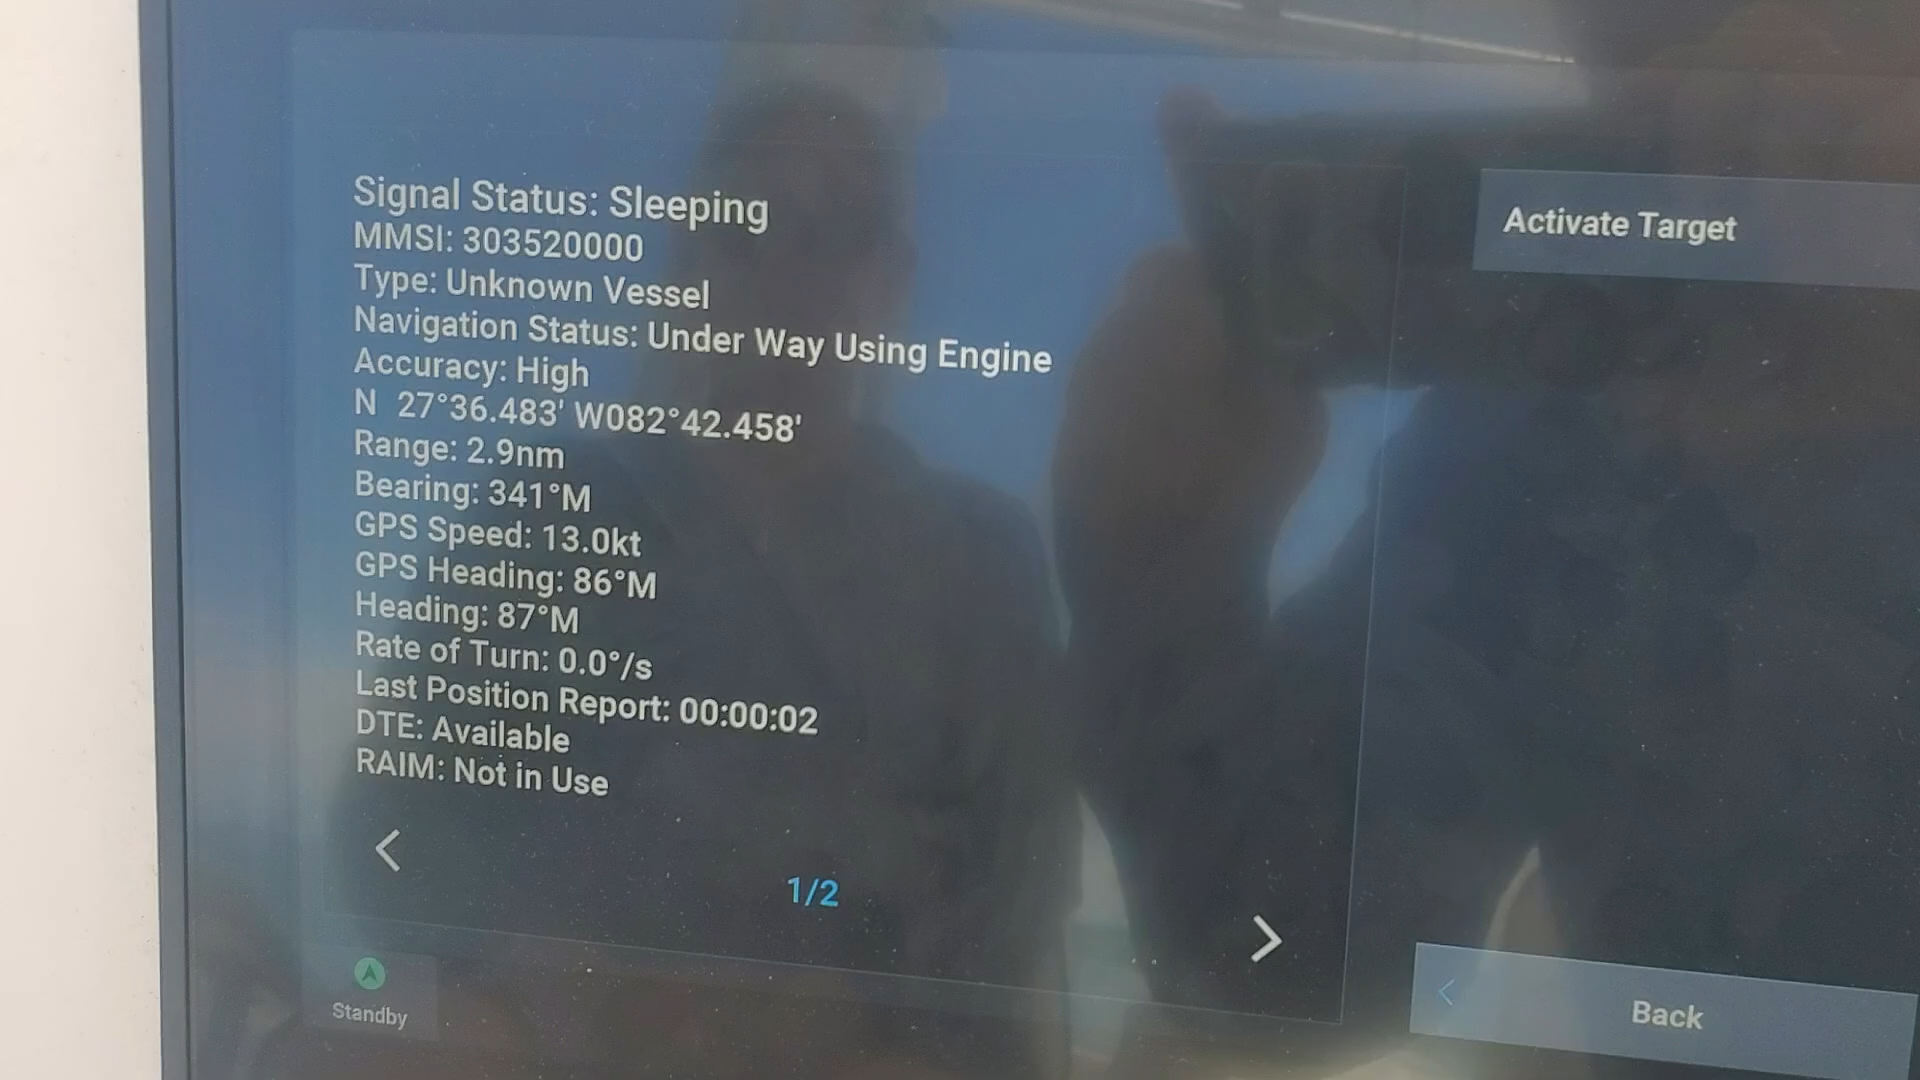 Signal Status: Sleeping
MMSI: 303520000
Type: Unknown Vessel
Navigation Status: Under Way Using Engine
Accuracy: High
N 27°36.483' W082°42.458'
Range: 2.9nm
Bearing: 341°M
GPS Speed: 13.0kt
GPS Heading: 86°M
Heading: 87°M
Rate of Turn: 0.0°/s
Last Position Report: 00:00:02
DTE: Available
RAIM: Not in Use
1/2
Standby
Activate Target
Back